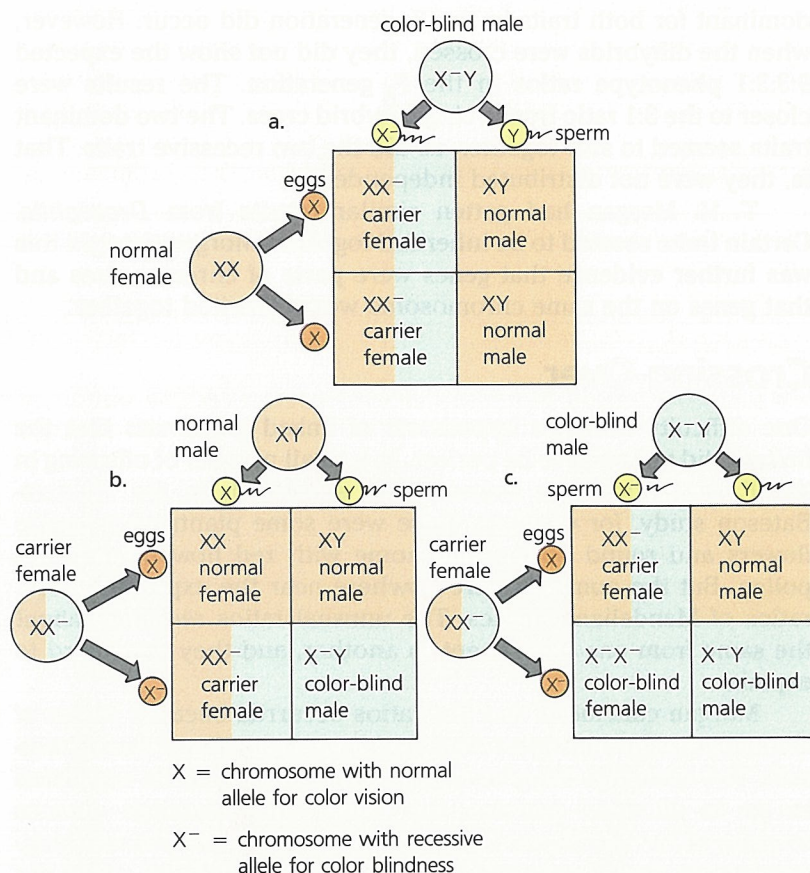 color-blind male
X⁻Y
a.
X⁻
Y
sperm
eggs
X
XX⁻
carrier
female
XY
normal
male
normal
female
XX
XX⁻
carrier
female
XY
normal
male
X
normal
male
XY
b.
X
Y
sperm
eggs
carrier
female
X
XX
normal
female
XY
normal
male
XX⁻
X⁻
XX⁻
carrier
female
X⁻Y
color-blind
male
color-blind
male
X⁻Y
c.
sperm
X⁻
Y
eggs
carrier
female
X
XX⁻
carrier
female
XY
normal
male
XX⁻
X⁻
X⁻X⁻
color-blind
female
X⁻Y
color-blind
male
X = chromosome with normal
allele for color vision
X⁻ = chromosome with recessive
allele for color blindness